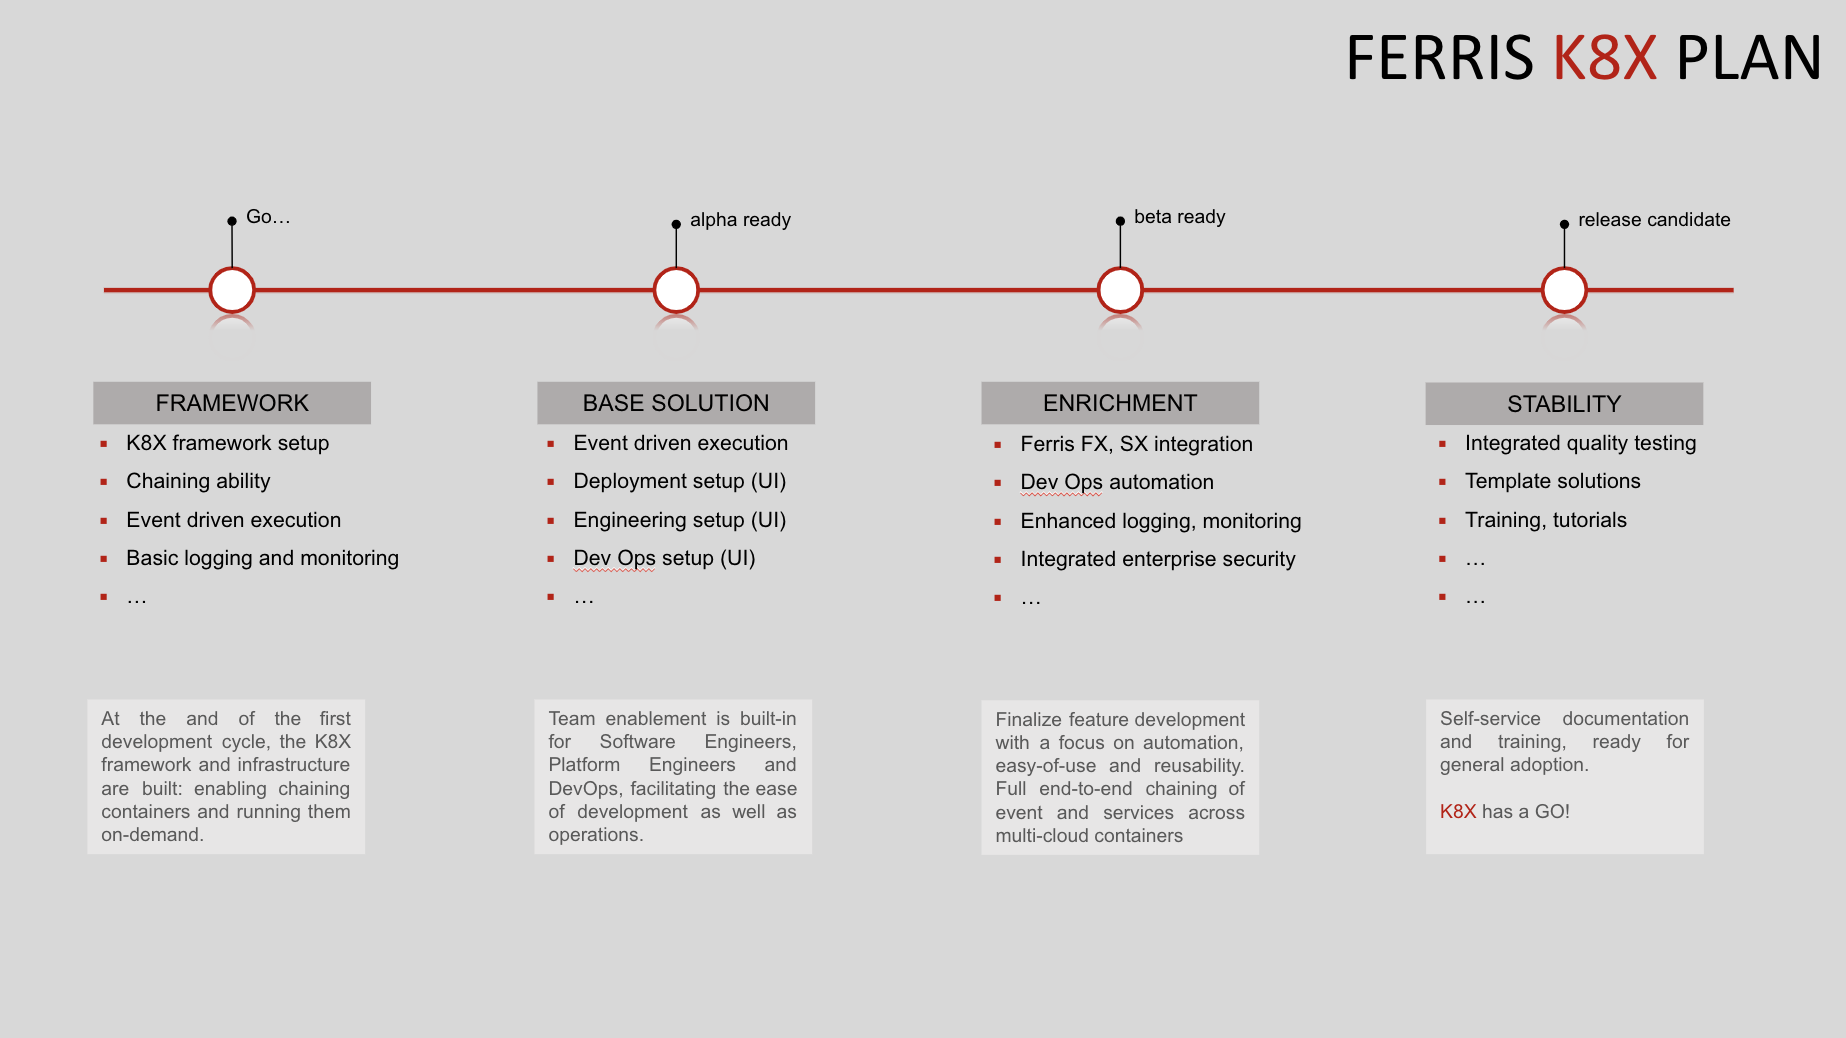 FERRIS K8X PLAN
Go…
alpha ready
beta ready
release candidate
FRAMEWORK
K8X framework setup
Chaining ability
Event driven execution
Basic logging and monitoring
…
At the and of the first
development cycle, the K8X
framework and infrastructure
are built: enabling chaining
containers and running them
on-demand.
BASE SOLUTION
Event driven execution
Deployment setup (UI)
Engineering setup (UI)
Dev Ops setup (UI)
…
Team enablement is built-in
for Software Engineers,
Platform Engineers and
DevOps, facilitating the ease
of development as well as
operations.
ENRICHMENT
Ferris FX, SX integration
Dev Ops automation
Enhanced logging, monitoring
Integrated enterprise security
…
Finalize feature development
with a focus on automation,
easy-of-use and reusability.
Full end-to-end chaining of
event and services across
multi-cloud containers
STABILITY
Integrated quality testing
Template solutions
Training, tutorials
…
…
Self-service documentation
and training, ready for
general adoption.
K8X has a GO!